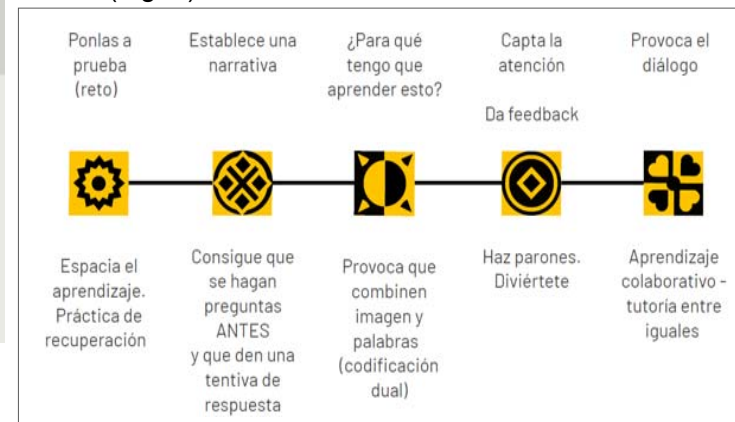 Ponlas a
prueba
(reto)
Establece una
narrativa
¿Para qué
tengo que
aprender esto?
Capta la
atención
Da feedback
Provoca el
diálogo
Espacia el
aprendizaje.
Práctica de
recuperación
Consigue que
se hagan
preguntas
ANTES
y que den una
tentiva de
respuesta
Provoca que
combinen
imagen y
palabras
(codificación
dual)
Haz parones.
Diviértete
Aprendizaje
colaborativo -
tutoría entre
iguales